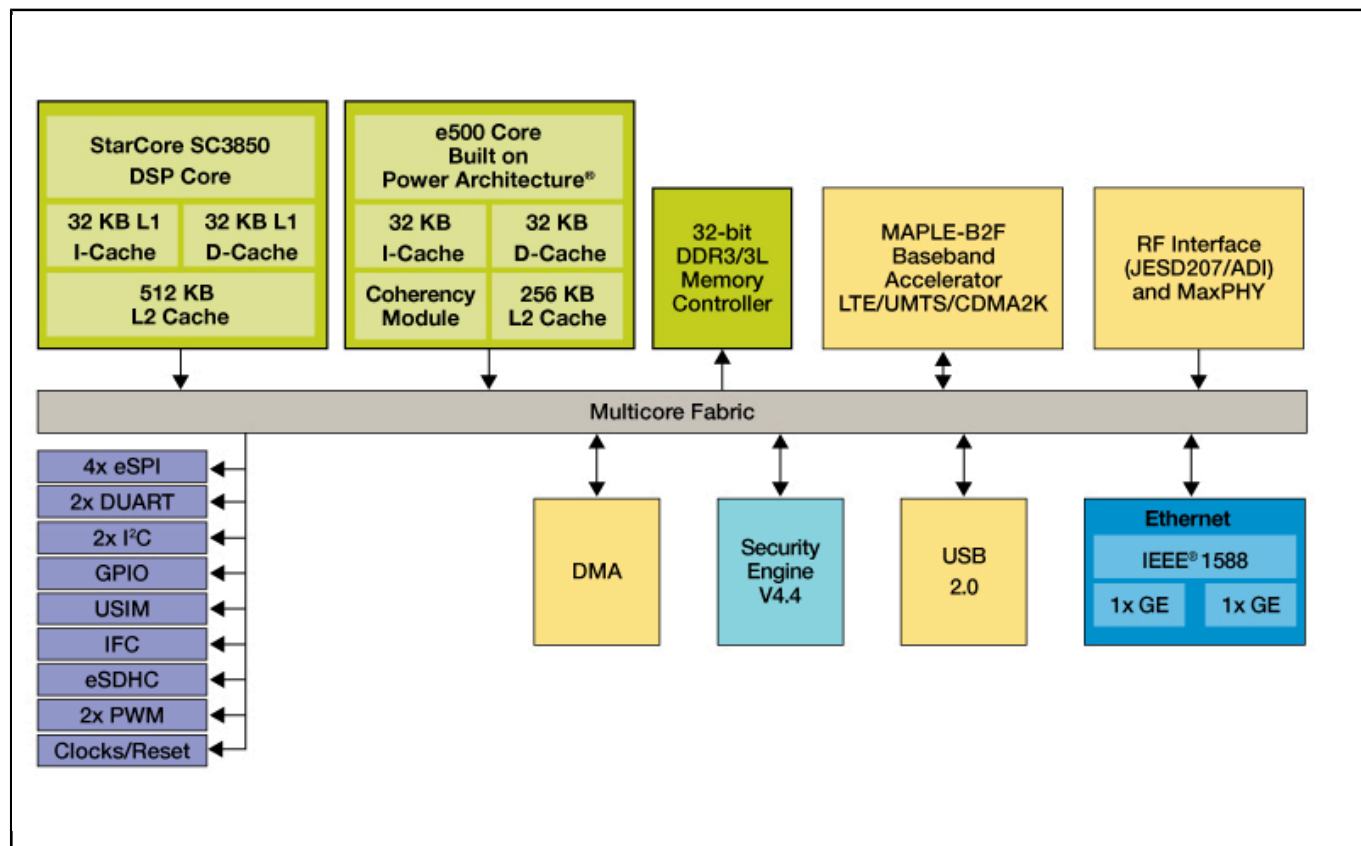 StarCore SC3850
DSP Core
32 KB L1
I-Cache
32 KB L1
D-Cache
512 KB
L2 Cache
e500 Core
Built on
Power Architecture®
32 KB
I-Cache
32 KB
D-Cache
Coherency
Module
256 KB
L2 Cache
32-bit
DDR3/3L
Memory
Controller
MAPLE-B2F
Baseband
Accelerator
LTE/UMTS/CDMA2K
RF Interface
(JESD207/ADI)
and MaxPHY
Multicore Fabric
4x eSPI
2x DUART
2x I²C
GPIO
USIM
IFC
eSDHC
2x PWM
Clocks/Reset
DMA
Security
Engine
V4.4
USB
2.0
Ethernet
IEEE® 1588
1x GE
1x GE